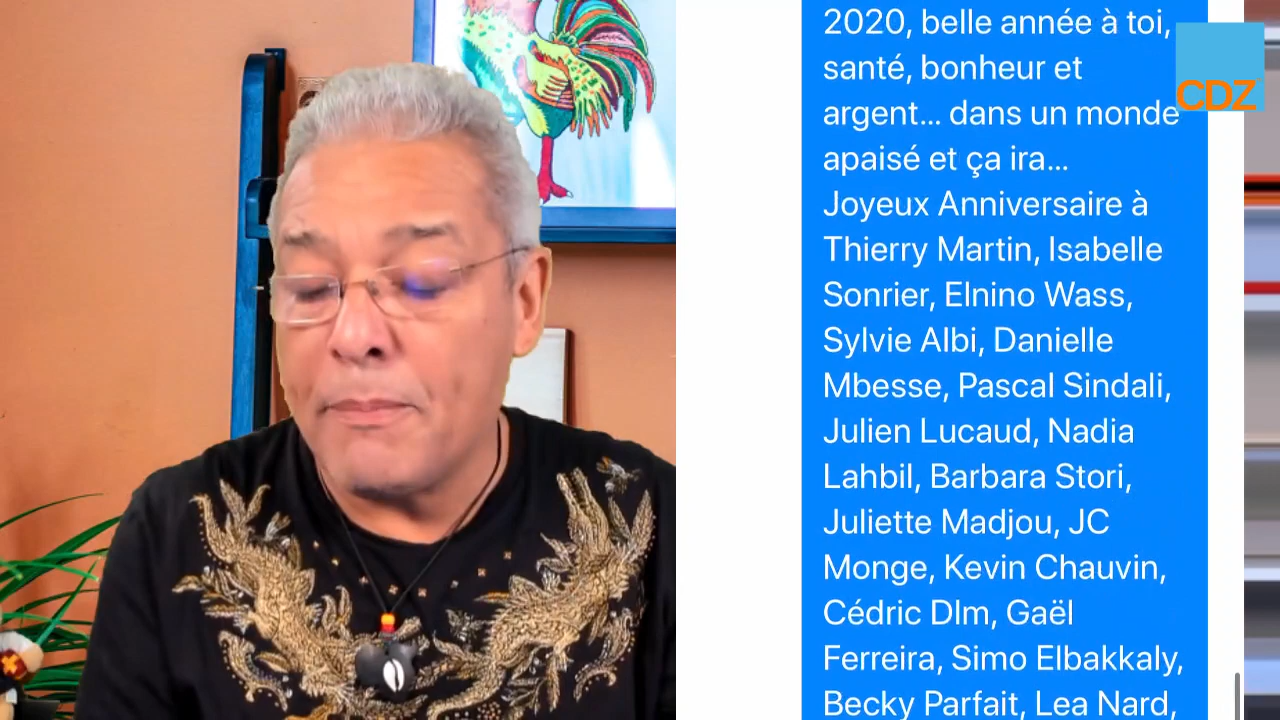 2020, belle année à toi,
santé, bonheur et
argent... dans un monde
apaisé et ça ira...
Joyeux Anniversaire à
Thierry Martin, Isabelle
Sonrier, Elnino Wass,
Sylvie Albi, Danielle
Mbesse, Pascal Sindali,
Julien Lucaud, Nadia
Lahbil, Barbara Stori,
Juliette Madjou, JC
Monge, Kevin Chauvin,
Cédric Dlm, Gaël
Ferreira, Simo Elbakkaly,
Becky Parfait, Lea Nard,
CDZ